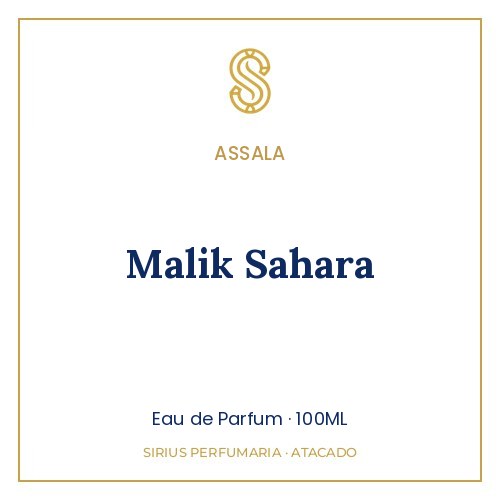 ASSALA
Malik Sahara
Eau de Parfum · 100ML
SIRIUS PERFUMARIA · ATACADO